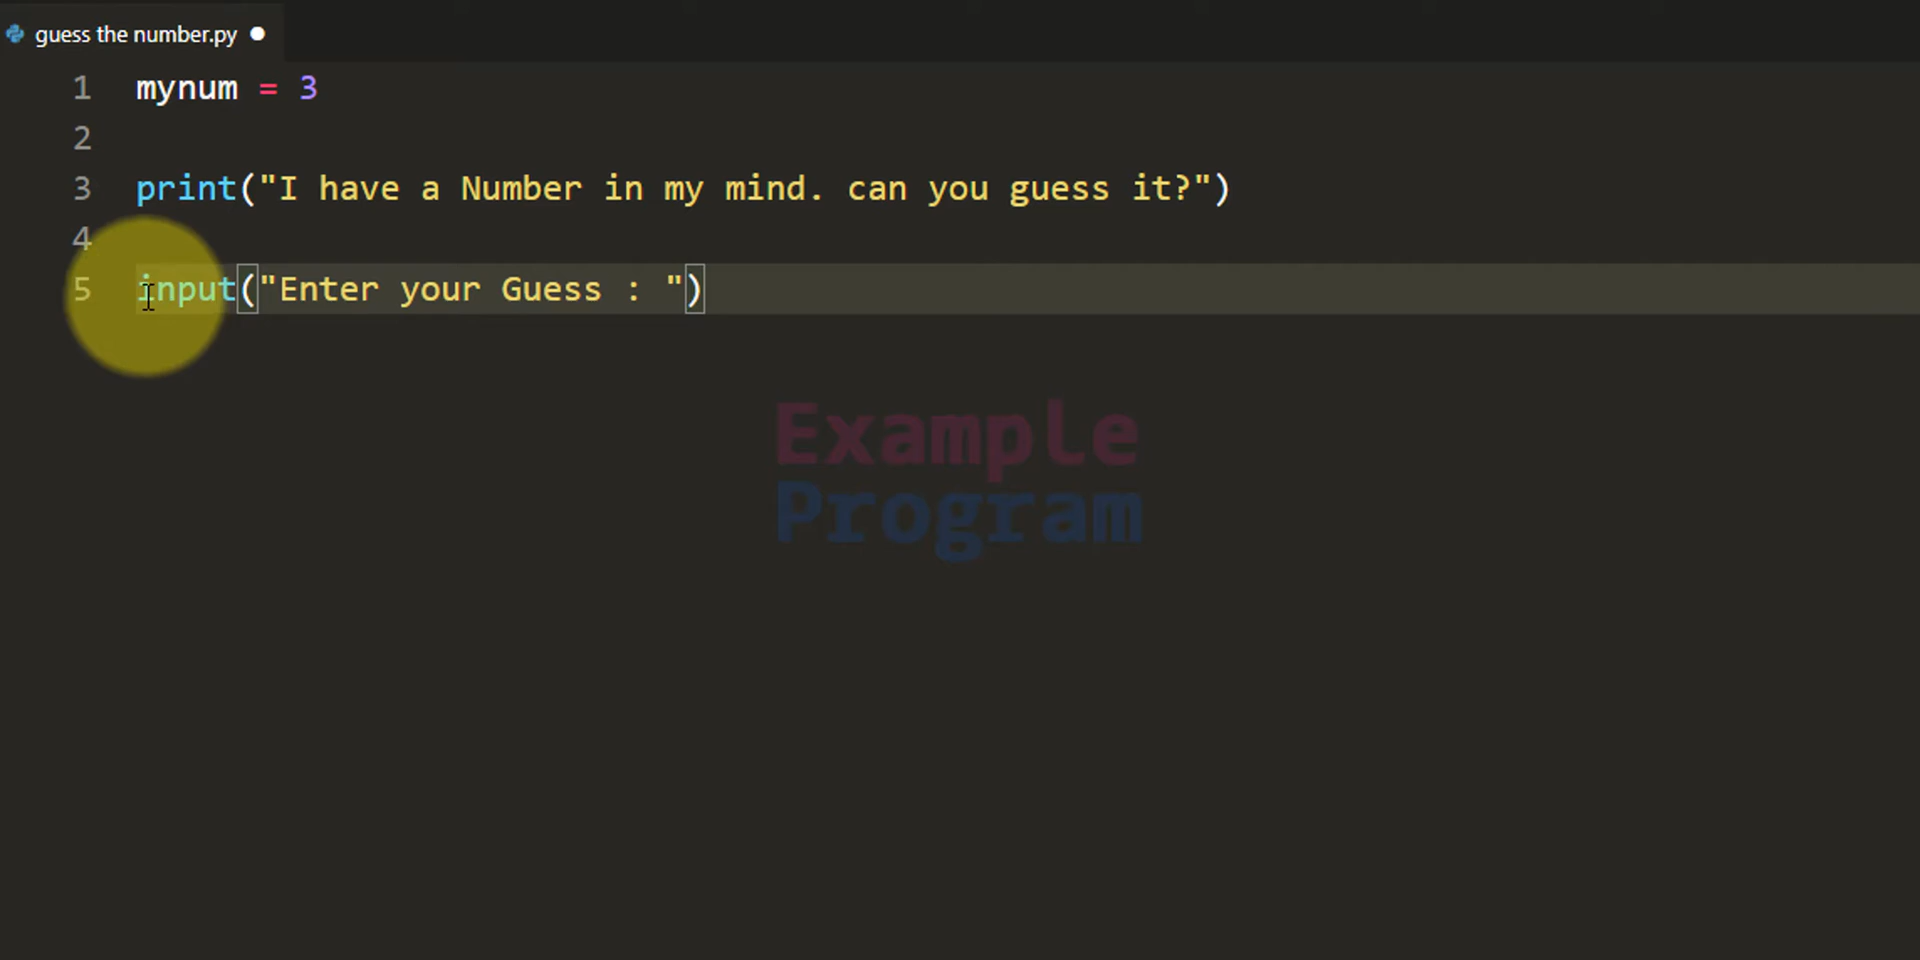 guess the number.py
1 mynum = 3
2
3 print("I have a Number in my mind. can you guess it?")
4
5 input("Enter your Guess : ")
Example
Program